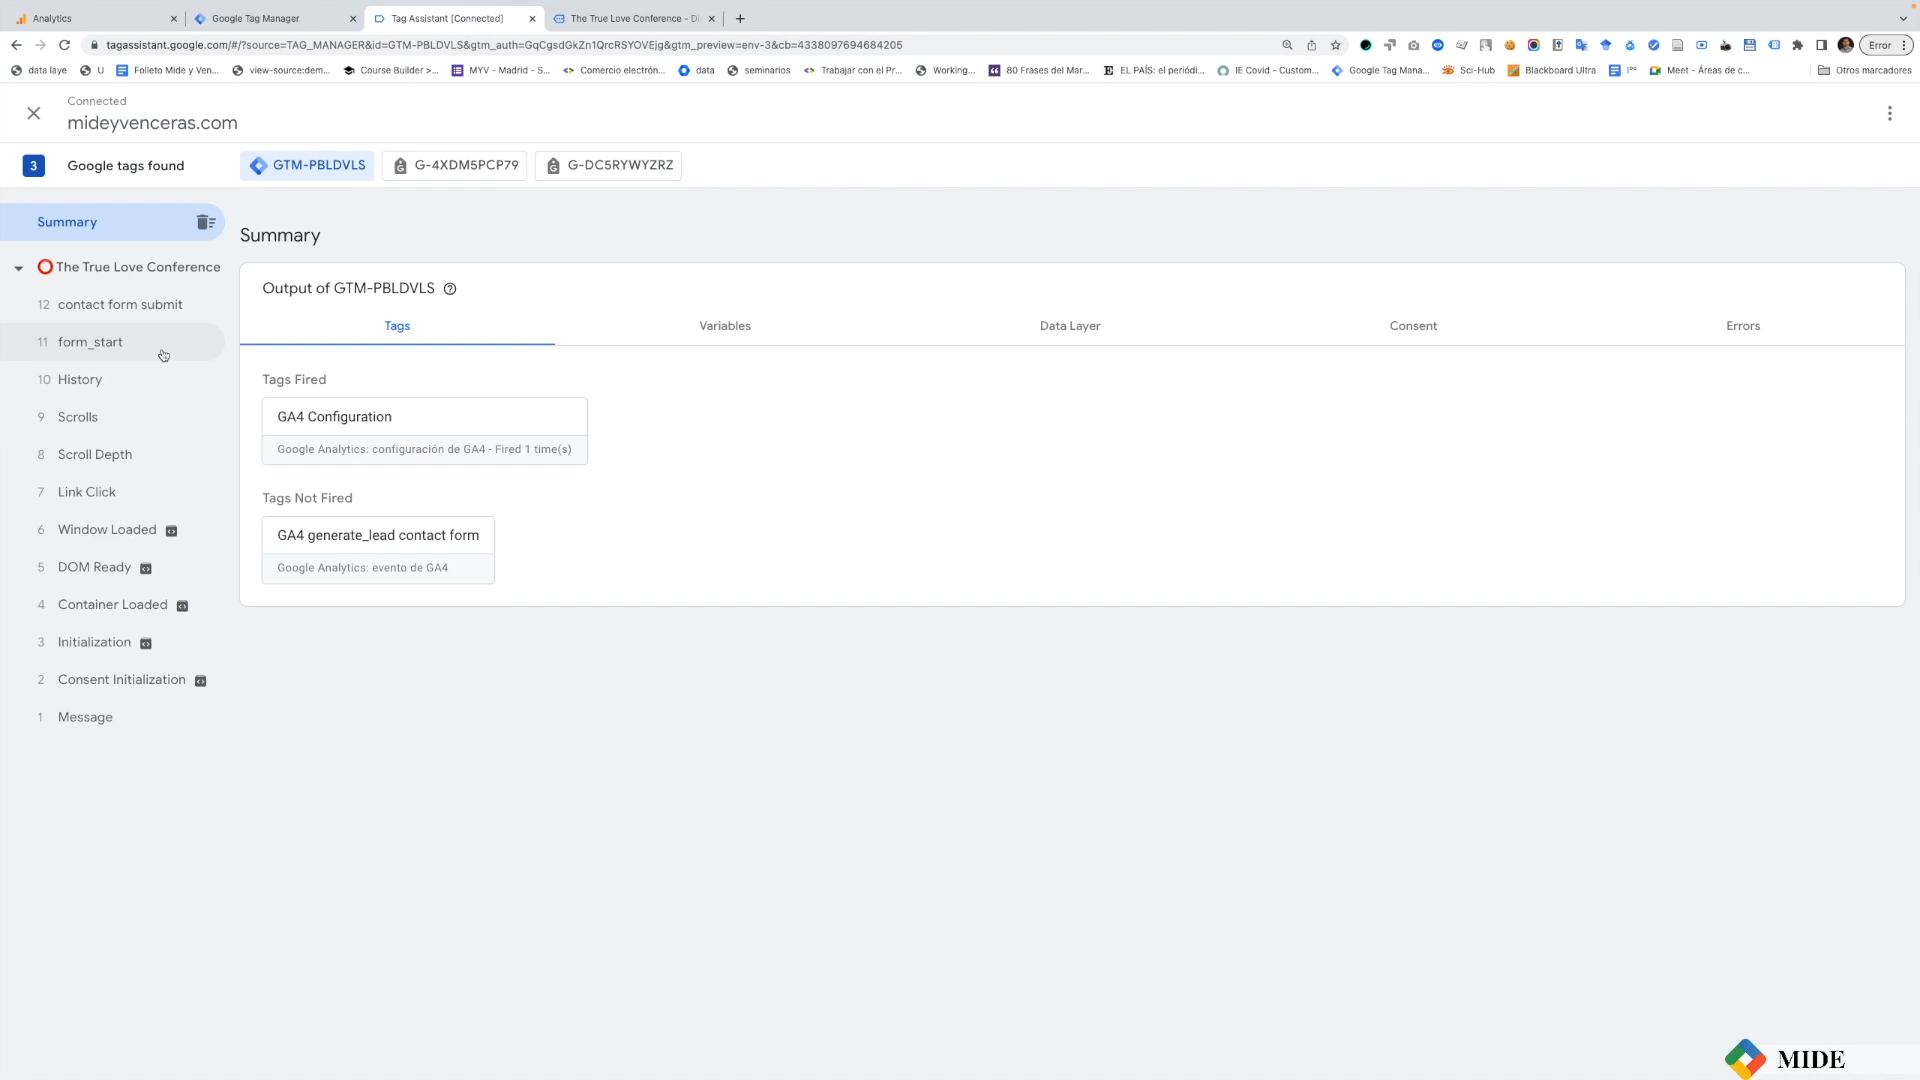 Analytics
Google Tag Manager
Tag Assistant [Connected]
The True Love Conference - Di
tagassistant.google.com/#/?source=TAG_MANAGER&id=GTM-PBLDVLS&gtm_auth=GqCgsdGkZn1QrcRSYOVEjg&gtm_preview=env-3&cb=4338097694684205
Error
data laye
U
Folleto Mide y Ven...
view-source:dem...
Course Builder >...
MYV - Madrid - S...
Comercio electrón...
data
seminarios
Trabajar con el Pr...
Working...
80 Frases del Mar...
EL PAÍS: el periódi...
IE Covid - Custom...
Google Tag Mana...
Sci-Hub
Blackboard Ultra
Meet - Áreas de c...
Otros marcadores
Connected
mideyvenceras.com
3
Google tags found
GTM-PBLDVLS
G-4XDM5PCP79
G-DC5RYWYZRZ
Summary
The True Love Conference
12 contact form submit
11 form_start
10 History
9 Scrolls
8 Scroll Depth
7 Link Click
6 Window Loaded
5 DOM Ready
4 Container Loaded
3 Initialization
2 Consent Initialization
1 Message
Summary
Output of GTM-PBLDVLS
Tags
Variables
Data Layer
Consent
Errors
Tags Fired
GA4 Configuration
Google Analytics: configuración de GA4 - Fired 1 time(s)
Tags Not Fired
GA4 generate_lead contact form
Google Analytics: evento de GA4
MIDE